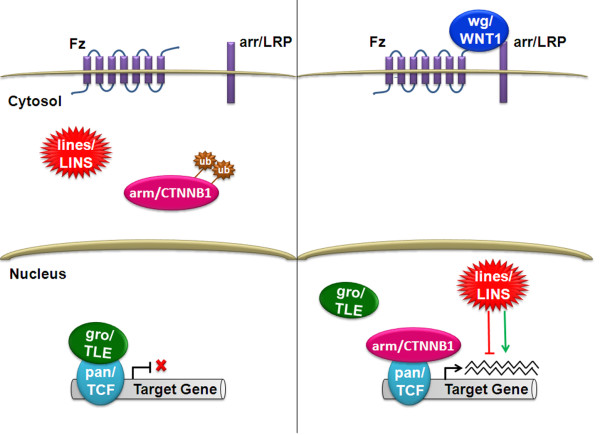 Fz
arr/LRP
Cytosol
lines/
LINS
ub
ub
arm/CTNNB1
Nucleus
gro/
TLE
pan/
TCF
Target Gene
wg/
WNT1
Fz
arr/LRP
lines/
LINS
gro/
TLE
arm/CTNNB1
pan/
TCF
Target Gene